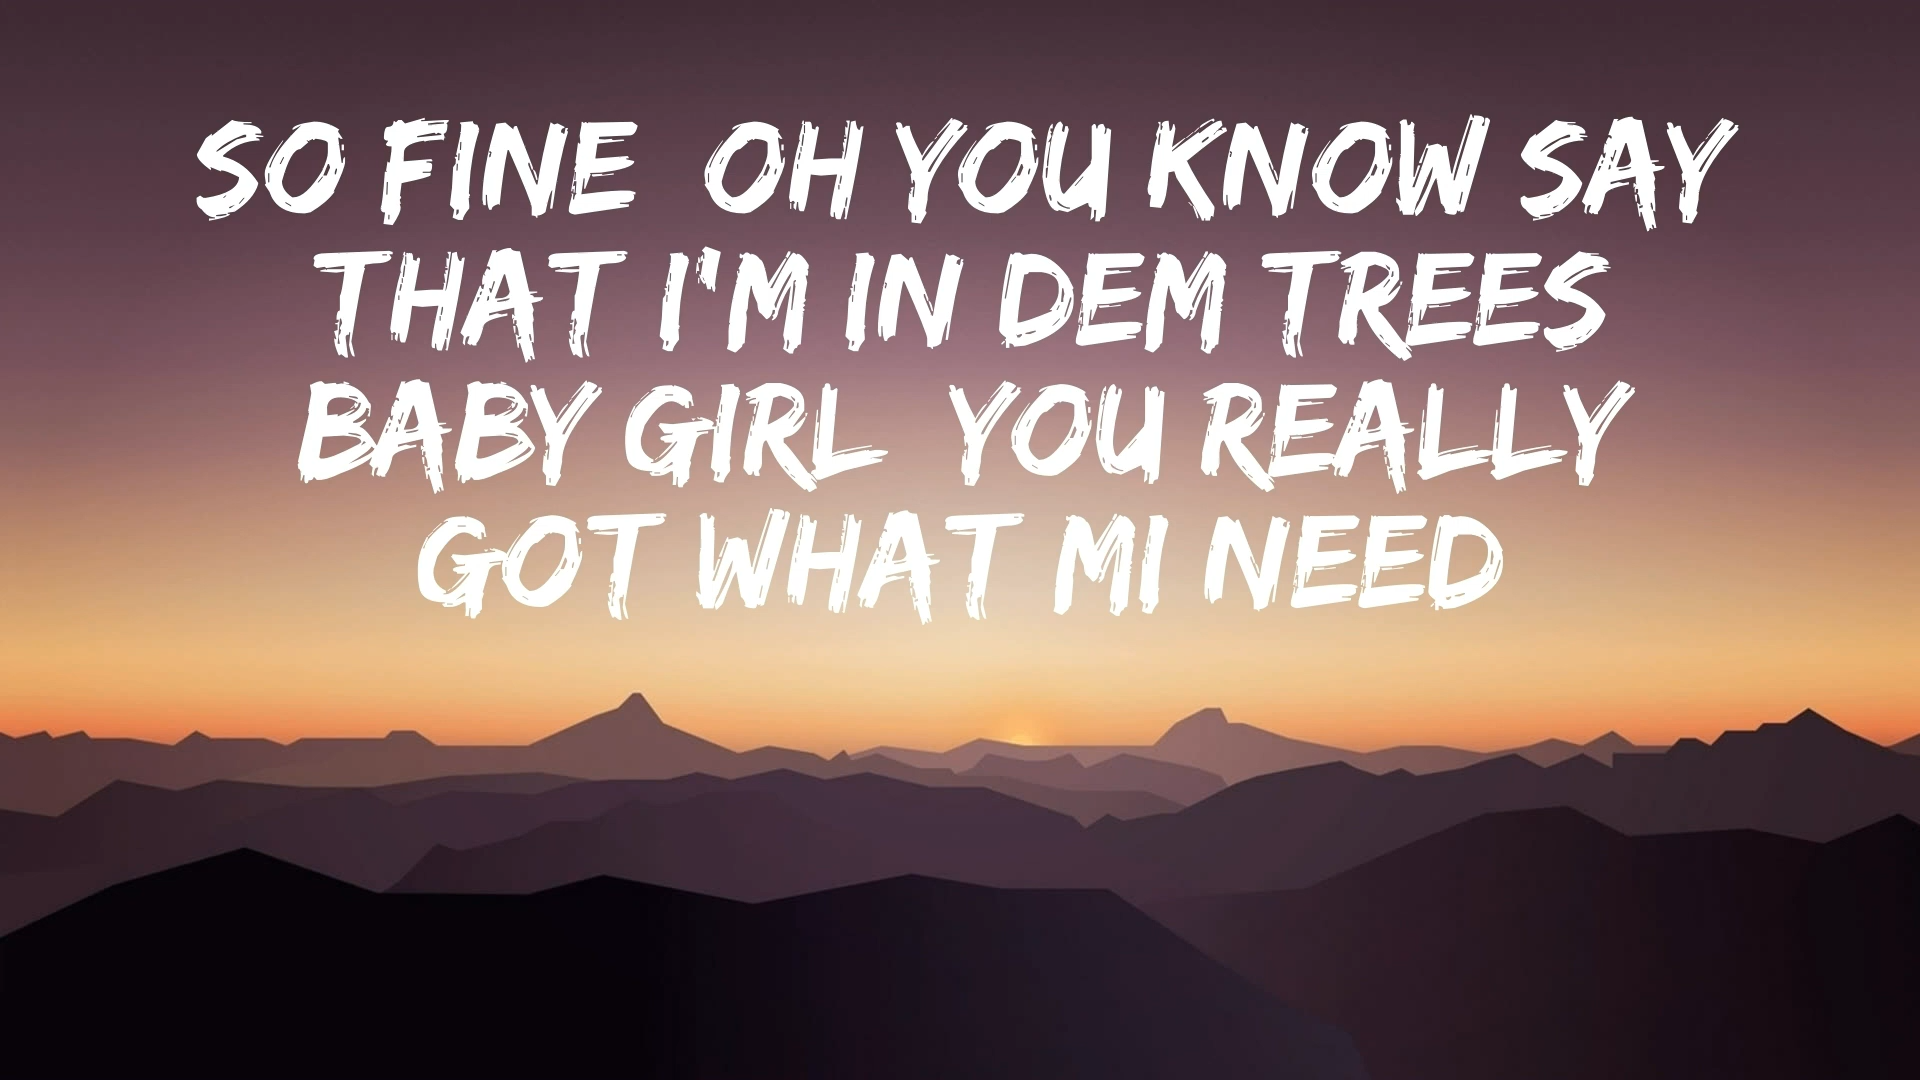 SO FINE  OH YOU KNOW SAY
THAT I'M IN DEM TREES
BABY GIRL  YOU REALLY
GOT WHAT MI NEED